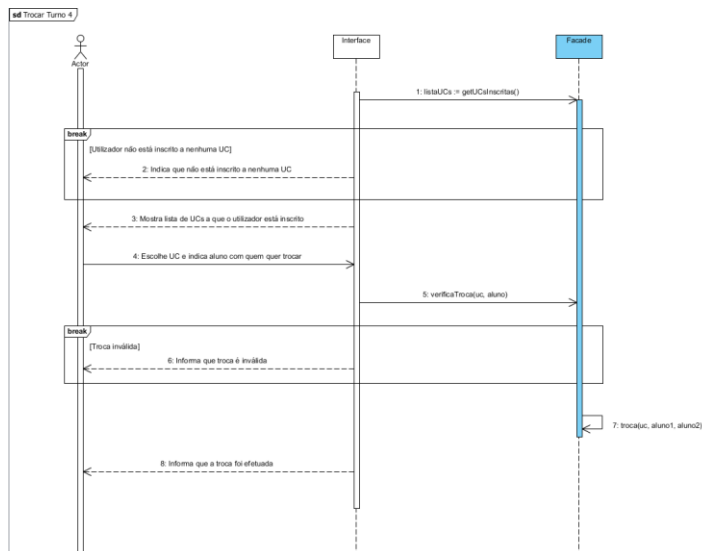 sd Trocar Turno 4
Actor
Interface
Facade
1: listaUCs := getUCsInscritas()
break
[Utilizador não está inscrito a nenhuma UC]
2: Indica que não está inscrito a nenhuma UC
3: Mostra lista de UCs a que o utilizador está inscrito
4: Escolhe UC e indica aluno com quem quer trocar
5: verificaTroca(uc, aluno)
break
[Troca inválida]
6: Informa que troca é inválida
7: troca(uc, aluno1, aluno2)
8: Informa que a troca foi efetuada